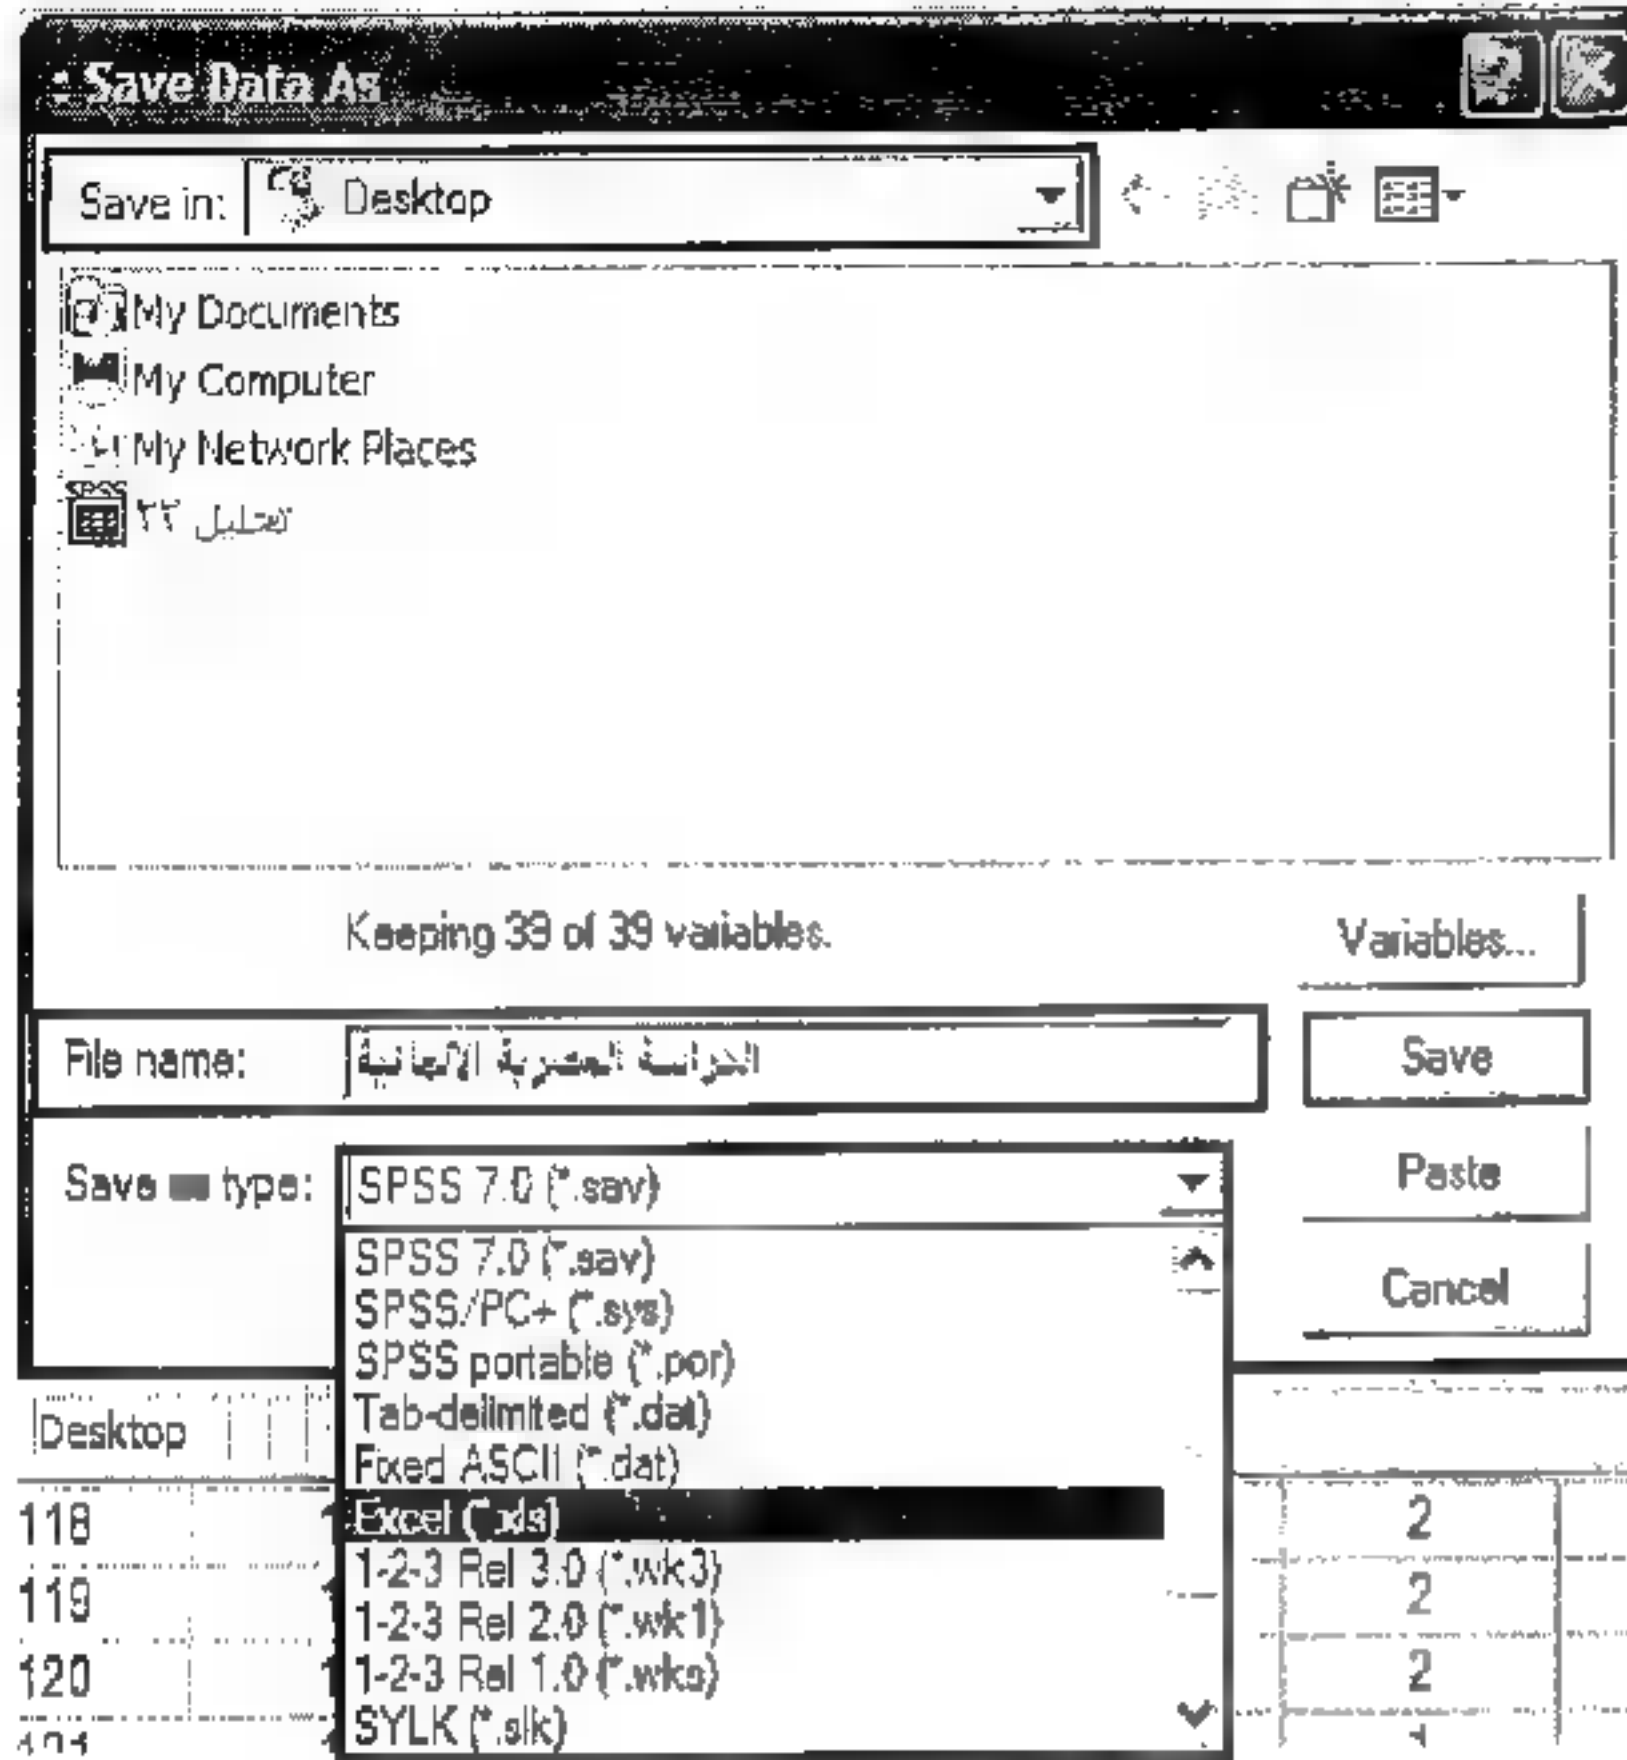 Save Data As
Save in: Desktop
My Documents
My Computer
My Network Places
SPSS
تحليل ٢٢
Keeping 39 of 39 variables.
Variables...
File name: الدراسة المصرية الألمانية
Save
Save type: SPSS 7.0 (*.sav)
Paste
SPSS 7.0 (*.sav)
SPSS/PC+ (*.sys)
Cancel
SPSS portable (*.por)
Tab-delimited (*.dat)
Desktop
Fixed ASCII (*.dat)
118 Excel (*.xls) 2
119 1-2-3 Rel 3.0 (*.wk3) 2
1-2-3 Rel 2.0 (*.wk1)
120 1-2-3 Rel 1.0 (*.wks) 2
SYLK (*.slk)